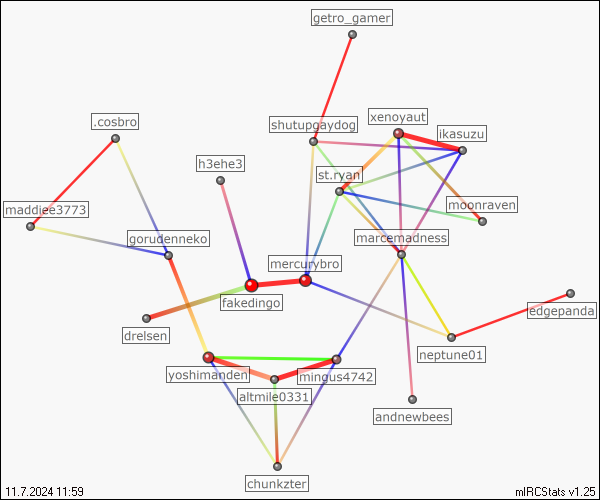 getro_gamer
xenoyaut
shutupgaydog
.cosbro
ikasuzu
h3ehe3
st.ryan
moonraven
maddiee3773
gorudenneko
marcemadness
mercurybro
fakedingo
edgepanda
drelsen
neptune01
yoshimanden
mingus4742
altmile0331
andnewbees
chunkzter
11.7.2024 11:59
mIRCStats v1.25